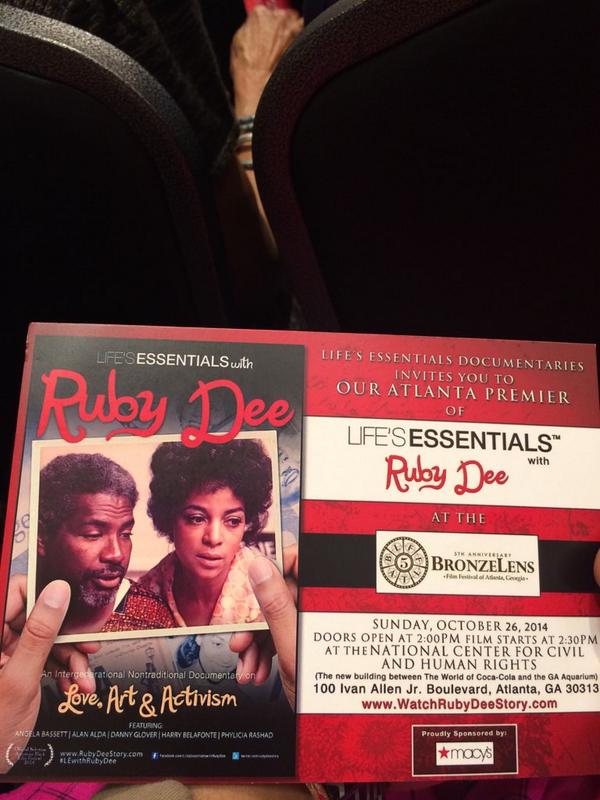 LIFE'S ESSENTIALS with
Ruby Dee
An Intergenerational Nontraditional Documentary on
Love, Art & Activism
FEATURING:
ANGELA BASSETT | ALAN ALDA | DANNY GLOVER | HARRY BELAFONTE | PHYLICIA RASHAD
www.RubyDeeStory.com
#LEwithRubyDee
LIFE'S ESSENTIALS DOCUMENTARIES
INVITES YOU TO
OUR ATLANTA PREMIER
OF
LIFE'S ESSENTIALS™
with
Ruby Dee
AT THE
5
5TH ANNIVERSARY
BRONZELENS
Film Festival of Atlanta, Georgia
SUNDAY, OCTOBER 26, 2014
DOORS OPEN AT 2:00PM FILM STARTS AT 2:30PM
AT THE NATIONAL CENTER FOR CIVIL
AND HUMAN RIGHTS
(The new building between The World of Coca-Cola and the GA Aquarium)
100 Ivan Allen Jr. Boulevard, Atlanta, GA 30313
www.WatchRubyDeeStory.com
Proudly Sponsored by:
macy's